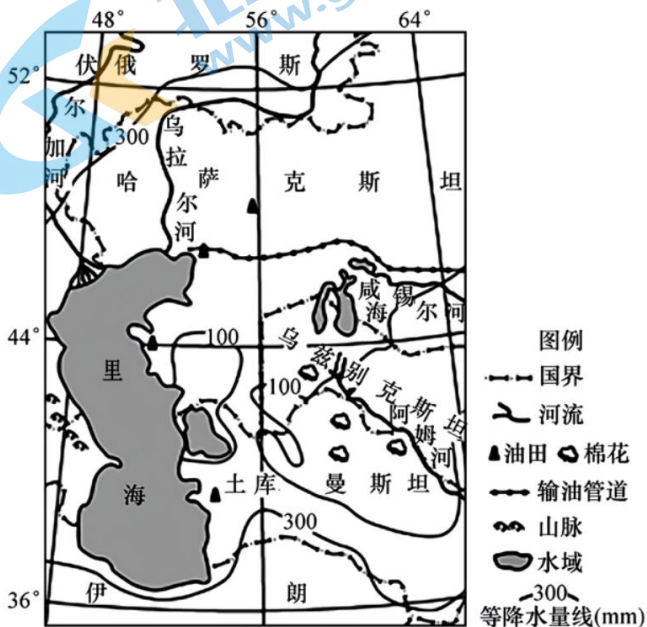 48° 56° 64°
52°
伏 俄 罗 斯
尔
加
河
300
乌
拉
尔
河
哈 萨 克 斯 坦
咸
海
锡 尔 河
44°
100
乌 兹 别 克 斯 坦
100
阿
姆
河
里
海
土 库 曼 斯 坦
300
36°
伊 朗
图例
国界
河流
油田 棉花
输油管道
山脉
水域
300
等降水量线(mm)